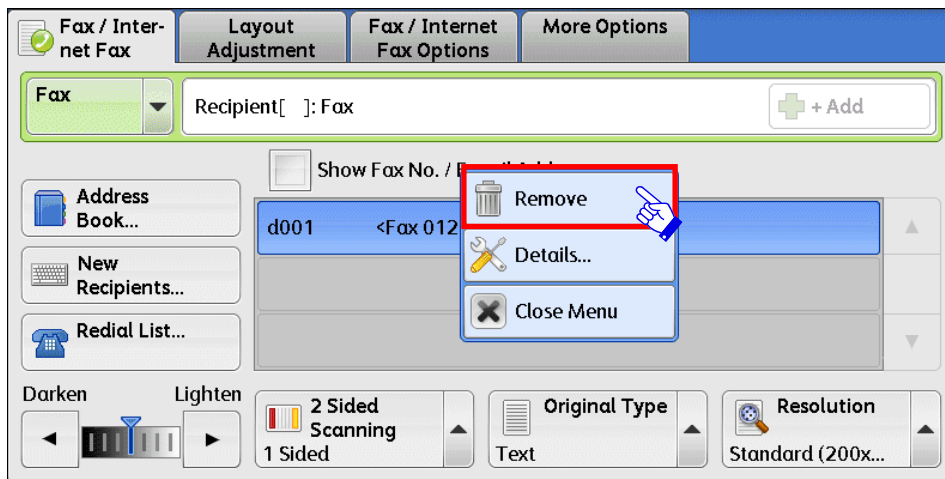 Fax / Inter-
net Fax
Layout
Adjustment
Fax / Internet
Fax Options
More Options
Fax
Recipient[ ]: Fax
+ Add
Show Fax No. /
Address
Book...
New
Recipients...
Redial List...
d001 <Fax 012
Remove
Details...
Close Menu
Darken Lighten
2 Sided
Scanning
1 Sided
Original Type
Text
Resolution
Standard (200x...